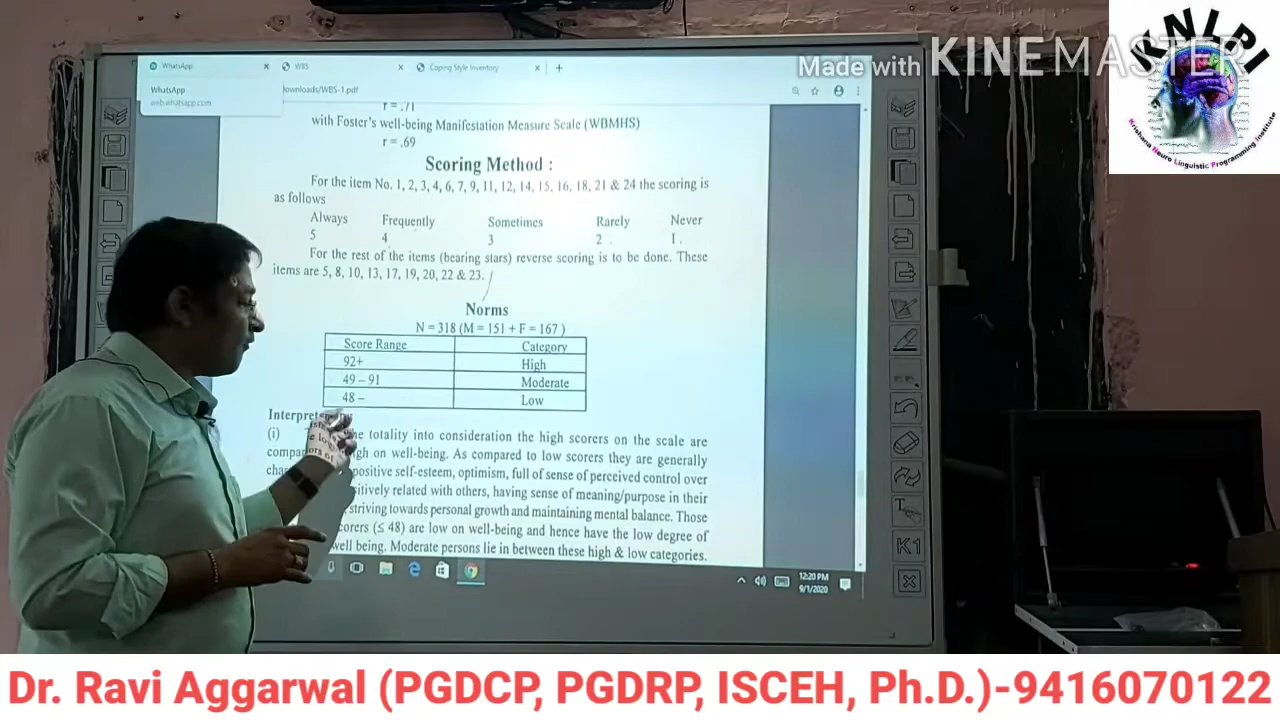 Made with KINEMASTER
KNLPI
Krishana Neuro Linguistic Programming Institute
WhatsApp
WBS
Coping Style Inventory
WhatsApp
web.whatsapp.com
ownloads/WBS-1.pdf
r = .71
with Foster's well-being Manifestation Measure Scale (WBMHS)
r = .69
Scoring Method :
For the item No. 1, 2, 3, 4, 6, 7, 9, 11, 12, 14, 15, 16, 18, 21 & 24 the scoring is
as follows
Always Frequently Sometimes Rarely Never
5 4 3 2 1
For the rest of the items (bearing stars) reverse scoring is to be done. These
items are 5, 8, 10, 13, 17, 19, 20, 22 & 23.
Norms
N = 318 (M = 151 + F = 167 )
Score Range Category
92+ High
49 – 91 Moderate
48 – Low
(i) totality into consideration the high scorers on the scale are
on well-being. As compared to low scorers they are generally
positive self-esteem, optimism, full of sense of perceived control over
related with others, having sense of meaning/purpose in their
striving towards personal growth and maintaining mental balance. Those
(≤ 48) are low on well-being and hence have the low degree of
well being. Moderate persons lie in between these high & low categories.
12:20 PM
9/1/2020
K1
Dr. Ravi Aggarwal (PGDCP, PGDRP, ISCEH, Ph.D.)-9416070122